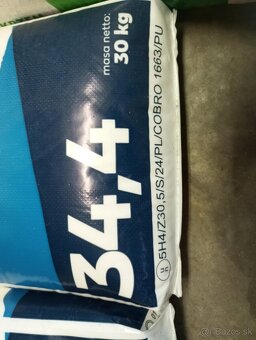 masa netto:
30 kg
34,4
5H4/Z30,5/S/24/PL/COBRO 1663/PU
Bazos.sk